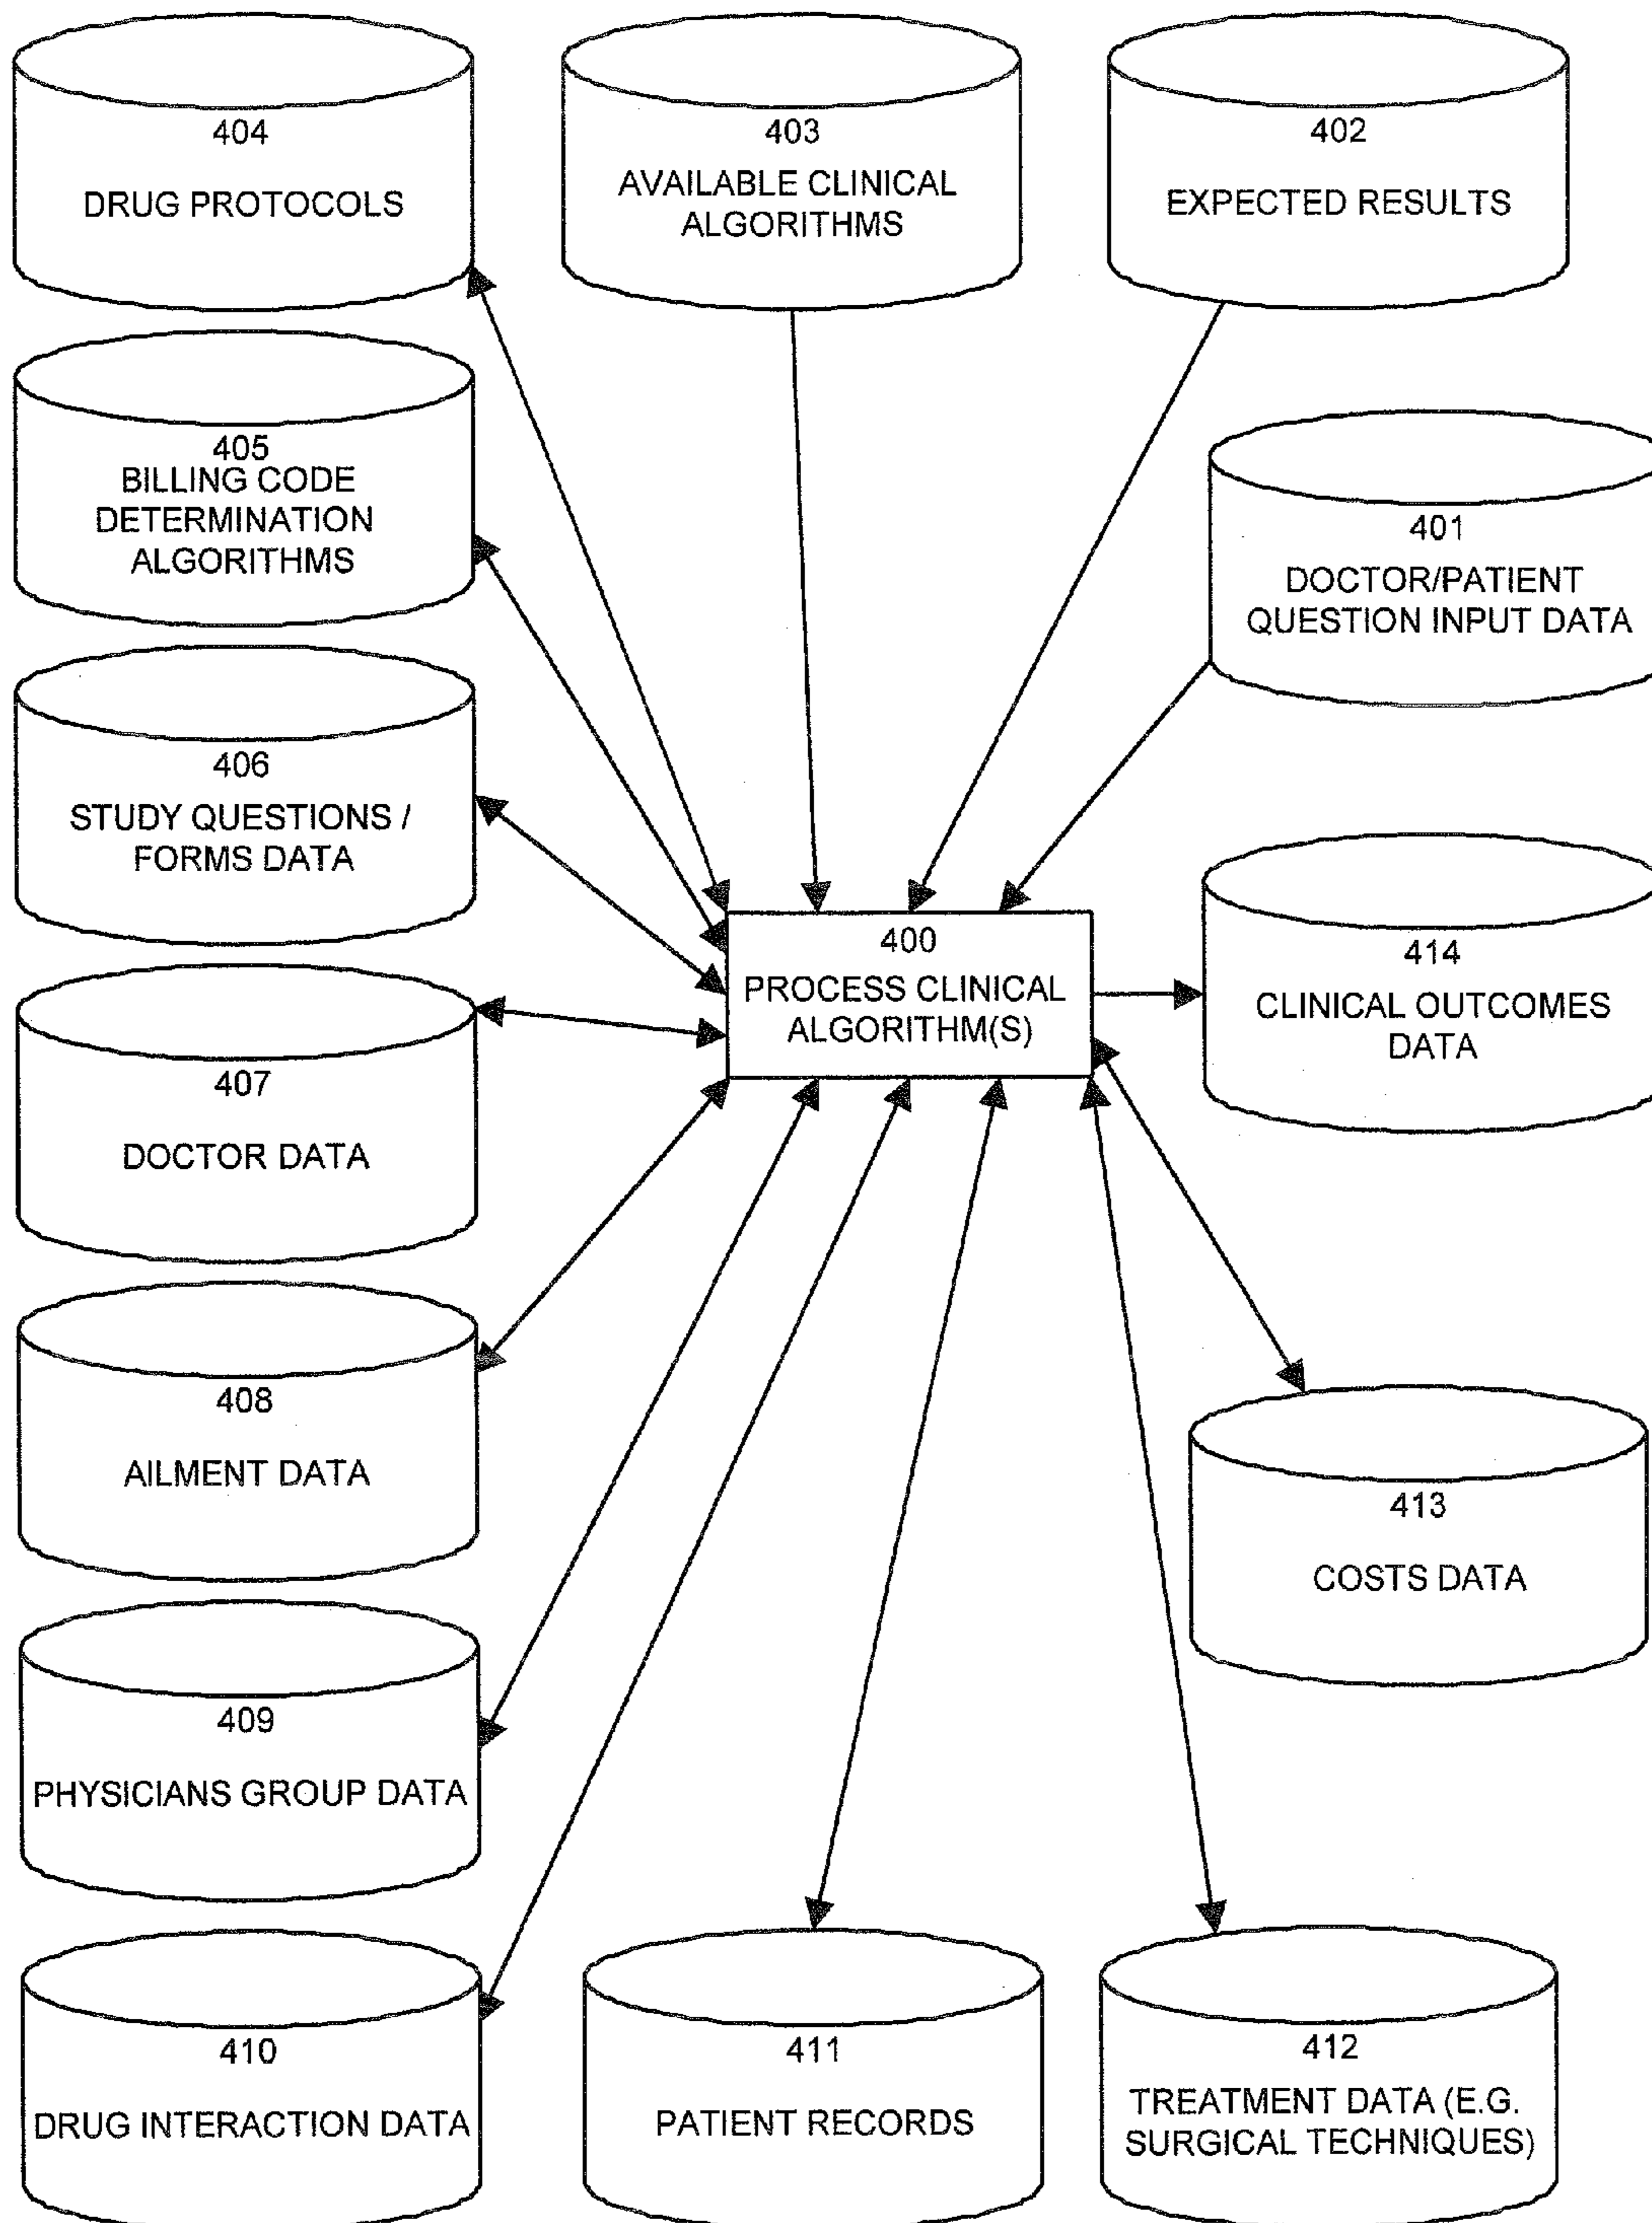 404
DRUG PROTOCOLS
403
AVAILABLE CLINICAL
ALGORITHMS
402
EXPECTED RESULTS
405
BILLING CODE
DETERMINATION
ALGORITHMS
401
DOCTOR/PATIENT
QUESTION INPUT DATA
406
STUDY QUESTIONS /
FORMS DATA
400
PROCESS CLINICAL
ALGORITHM(S)
414
CLINICAL OUTCOMES
DATA
407
DOCTOR DATA
408
AILMENT DATA
413
COSTS DATA
409
PHYSICIANS GROUP DATA
410
DRUG INTERACTION DATA
411
PATIENT RECORDS
412
TREATMENT DATA (E.G.
SURGICAL TECHNIQUES)